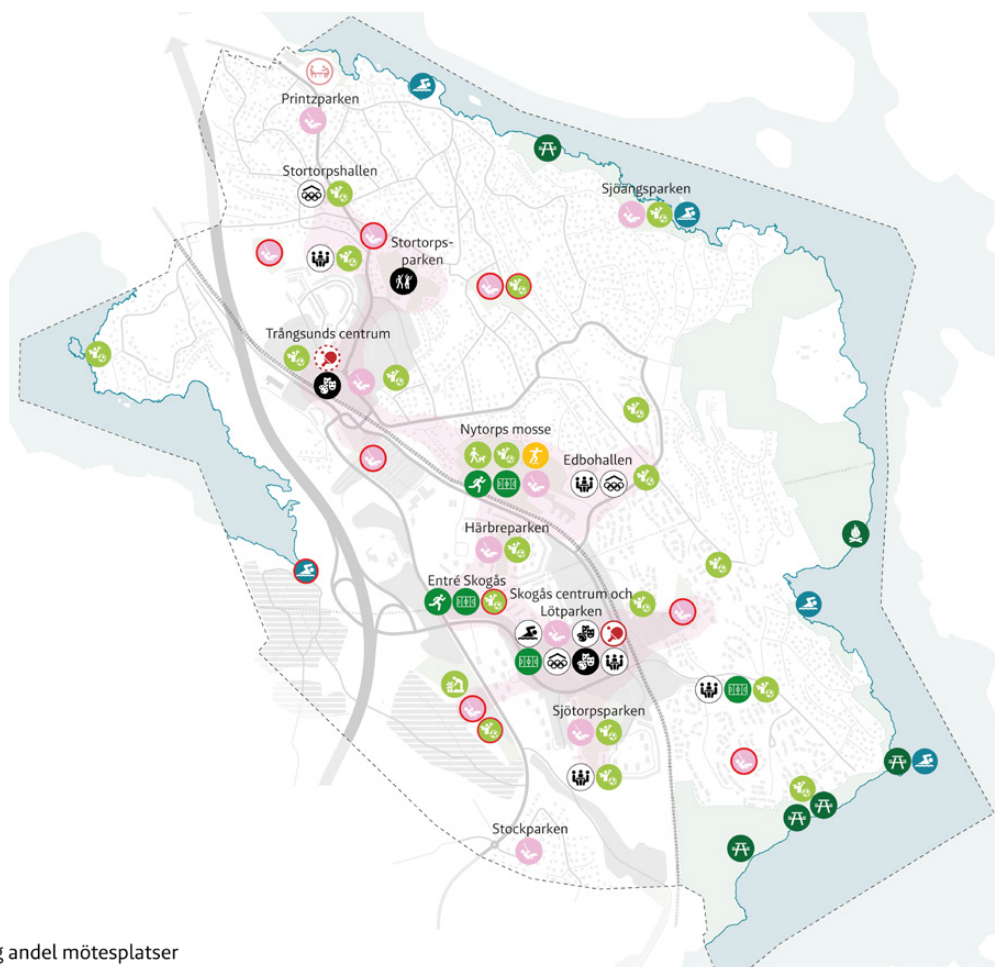 Printzparken
Stortorpshallen
Sjöängsparken
Stortorps-
parken
Trångsunds centrum
Nytorps mosse
Edbohallen
Härbreparken
Entré Skogås
Skogås centrum och
Lötparken
Sjötorpsparken
Stockparken
andel mötesplatser